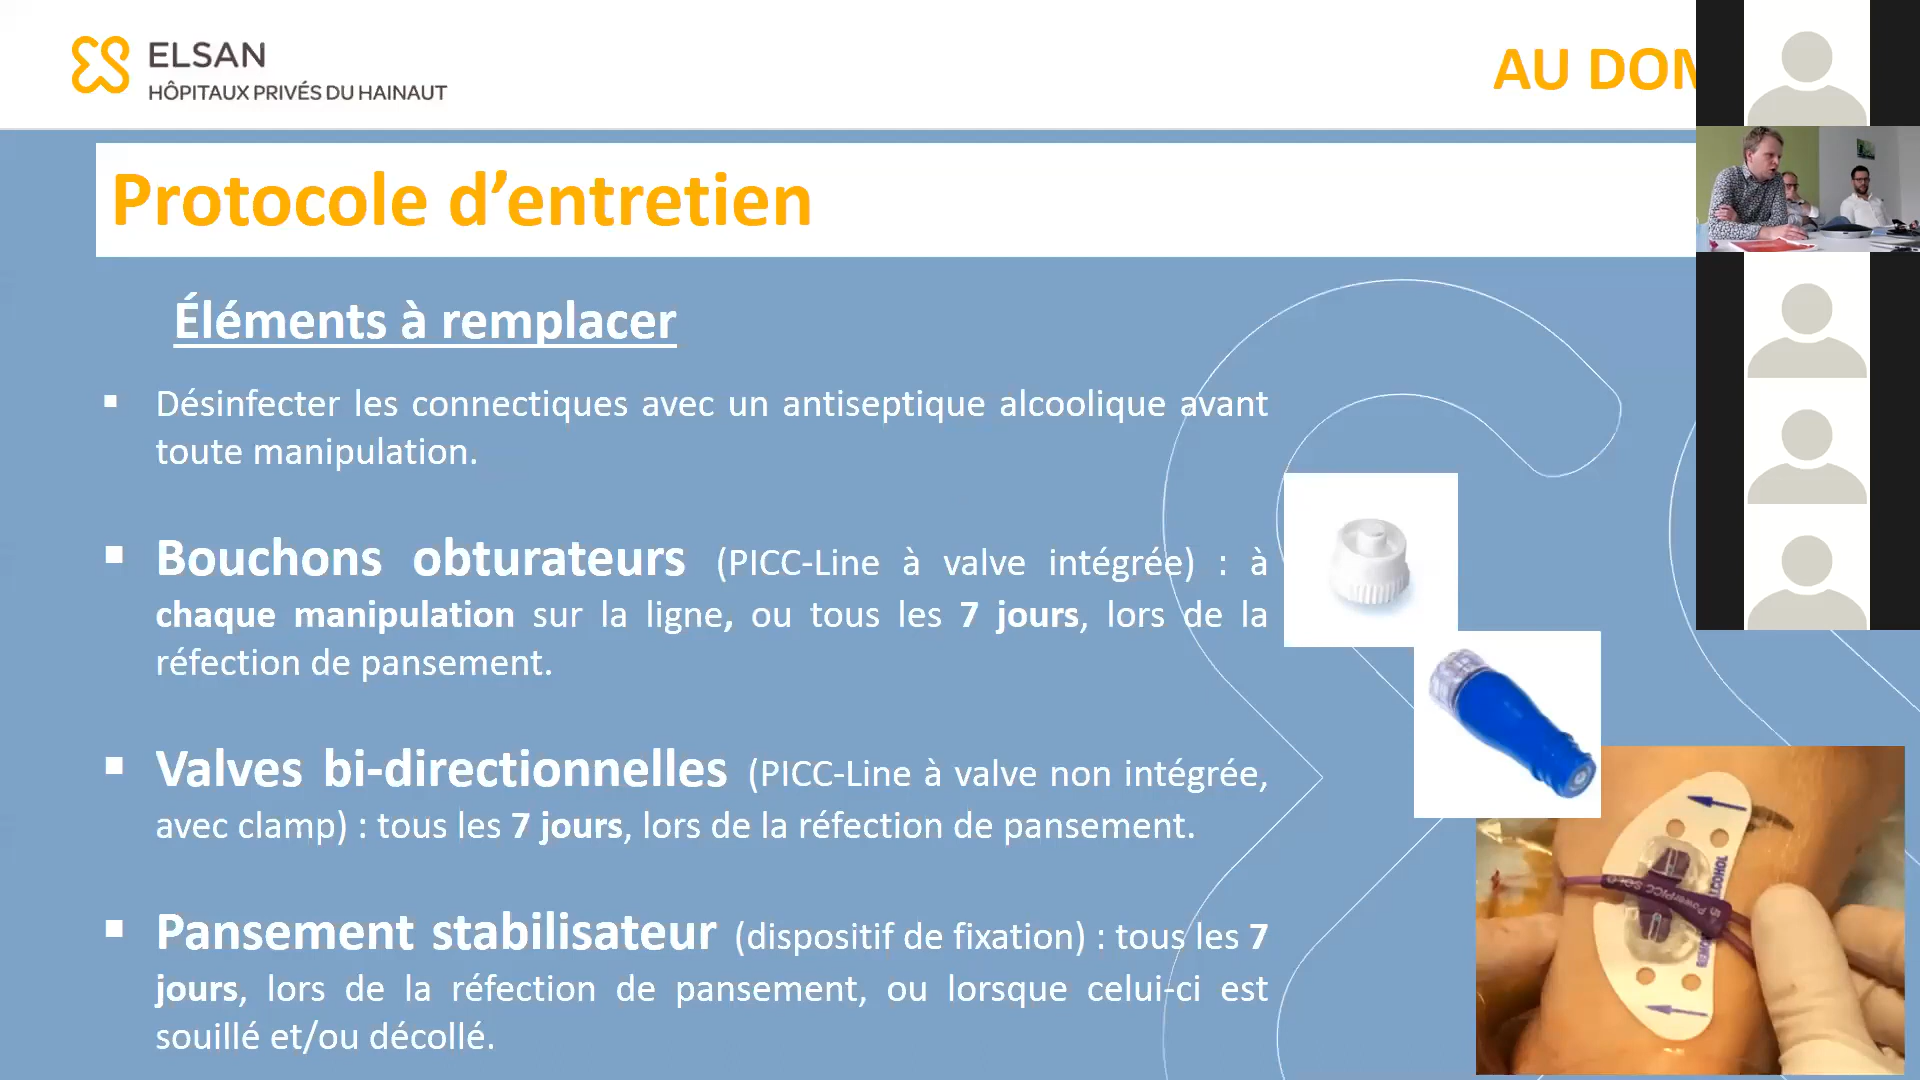 ELSAN
HÔPITAUX PRIVÉS DU HAINAUT
AU DOM
Protocole d’entretien
Éléments à remplacer
▪ Désinfecter les connectiques avec un antiseptique alcoolique avant
toute manipulation.
▪ Bouchons obturateurs (PICC-Line à valve intégrée) : à
chaque manipulation sur la ligne, ou tous les 7 jours, lors de la
réfection de pansement.
▪ Valves bi-directionnelles (PICC-Line à valve non intégrée,
avec clamp) : tous les 7 jours, lors de la réfection de pansement.
▪ Pansement stabilisateur (dispositif de fixation) : tous les 7
jours, lors de la réfection de pansement, ou lorsque celui-ci est
souillé et/ou décollé.
PowerPICC SOLO